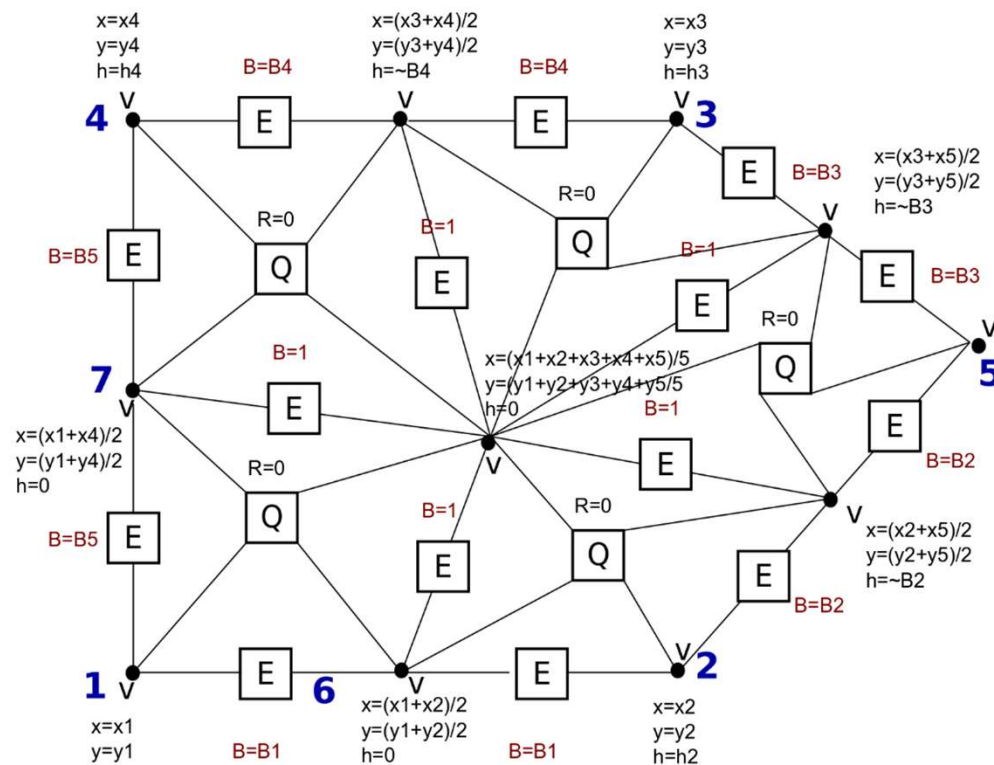 x=x4
y=y4
h=h4
x=(x3+x4)/2
y=(y3+y4)/2
h=~B4
x=x3
y=y3
h=h3
B=B4
B=B4
4
V
V
V
3
E
E
E
B=B3
x=(x3+x5)/2
y=(y3+y5)/2
h=~B3
R=0
V
R=0
B=1
Q
B=1
B=B5
E
Q
E
E
B=B3
E
R=0
V
B=1
x=(x1+x2+x3+x4+x5)/5
y=(y1+y2+y3+y4+y5/5
h=0
Q
5
7
V
E
B=1
E
B=B2
x=(x1+x4)/2
y=(y1+y4)/2
h=0
V
R=0
E
B=1
R=0
V
B=B5
E
Q
x=(x2+x5)/2
y=(y2+y5)/2
h=~B2
E
Q
E
B=B2
1
V
E
6
V
E
V
2
x=x1
y=y1
B=B1
x=(x1+x2)/2
y=(y1+y2)/2
h=0
B=B1
x=x2
y=y2
h=h2